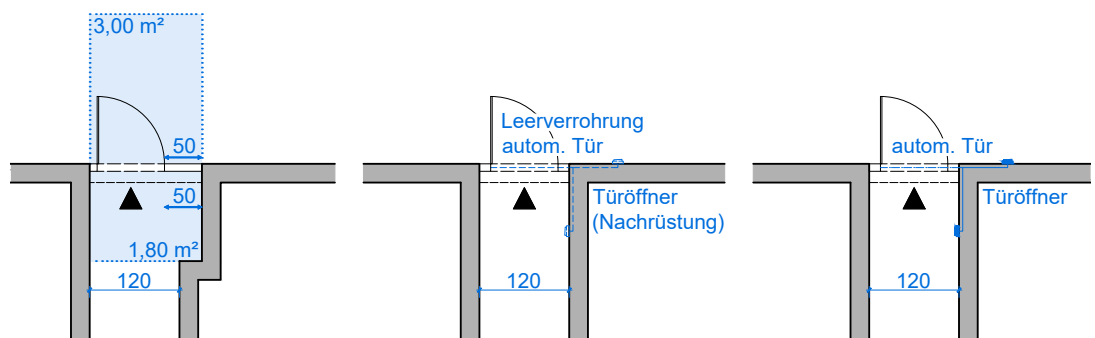 3,00 m²
50
50
1,80 m²
120
Leerverrohrung
autom. Tür
Türöffner
(Nachrüstung)
120
autom. Tür
Türöffner
120